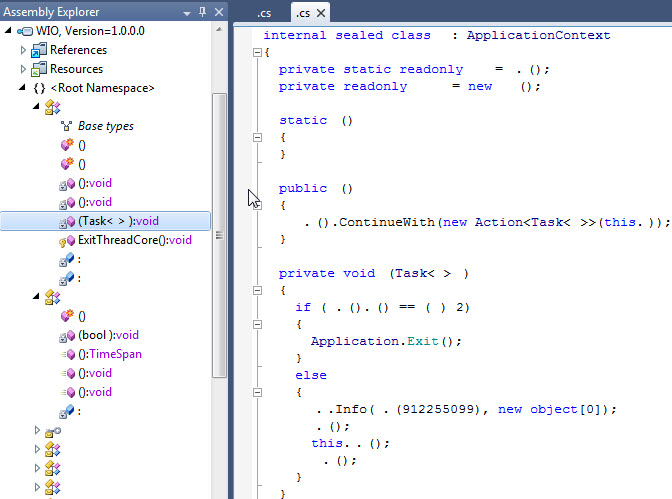 Assembly Explorer
WIO, Version=1.0.0.0
References
Resources
{ } <Root Namespace>
Base types
()
()
():void
():void
(Task< > ):void
ExitThreadCore():void
:
:
()
(bool ):void
():TimeSpan
():void
():void
:
.cs
.cs
internal sealed class : ApplicationContext
{
private static readonly = . ();
private readonly = new ();
static ()
{
}
public ()
{
. ().ContinueWith(new Action<Task< >>(this. ));
}
private void (Task< > )
{
if ( . (). () == ( ) 2)
{
Application.Exit();
}
else
{
. .Info( . (912255099), new object[0]);
. ();
this. . ();
. ();
}
}